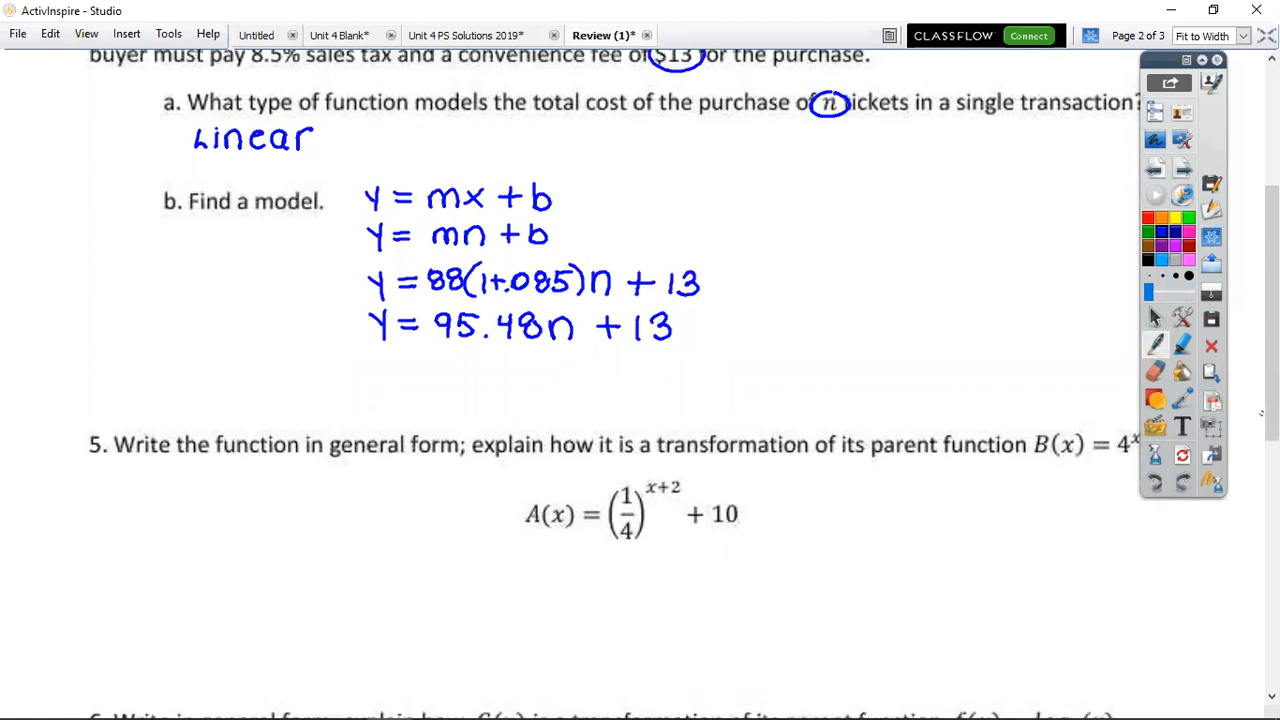 ActivInspire - Studio
File Edit View Insert Tools Help Untitled Unit 4 Blank* Unit 4 PS Solutions 2019* Review (1)* CLASSFLOW Connect Page 2 of 3 Fit to Width
buyer must pay 8.5% sales tax and a convenience fee of $13 for the purchase.
a. What type of function models the total cost of the purchase of n tickets in a single transaction?
Linear
b. Find a model. y = mx + b
y = mn + b
y = 88(1+.085)n + 13
y = 95.48n + 13
5. Write the function in general form; explain how it is a transformation of its parent function B(x) = 4^x
A(x) = (1/4)^{x+2} + 10